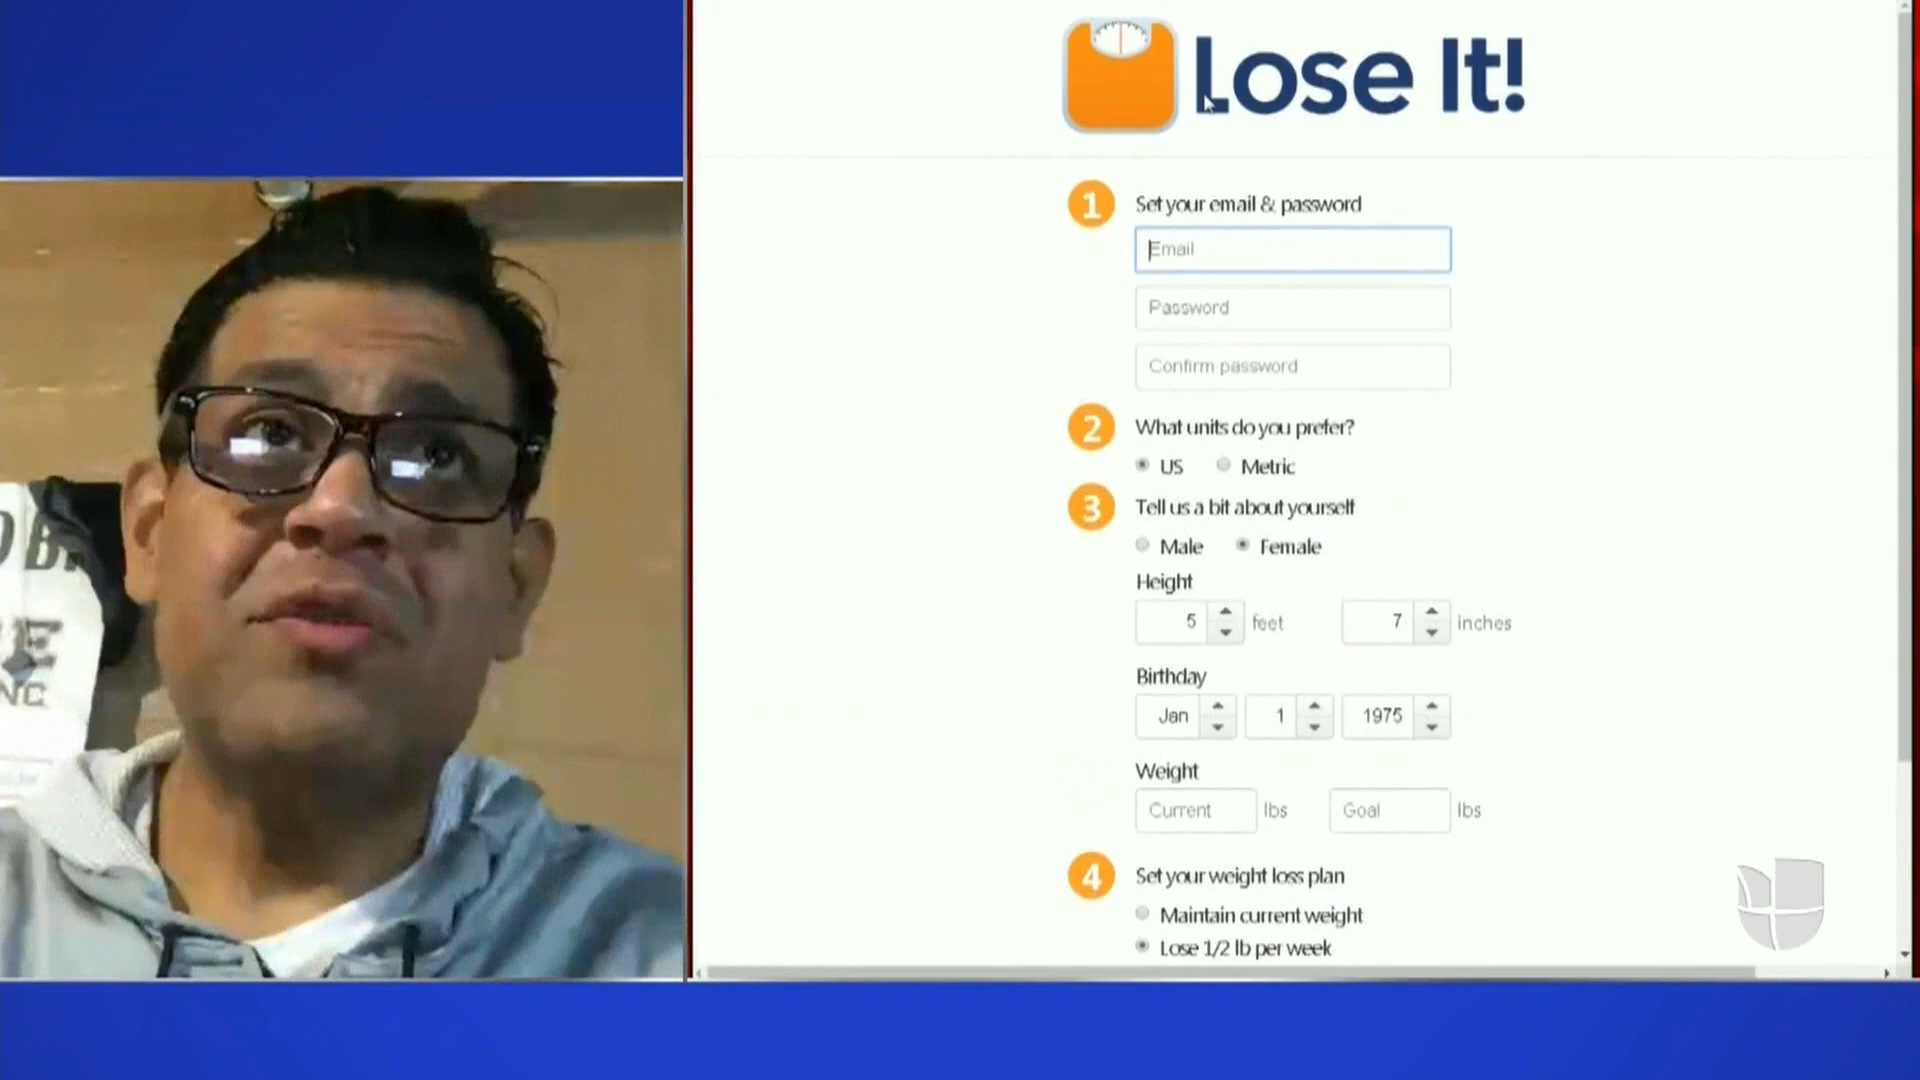 Lose It!
1 Set your email & password
Email
Password
Confirm password
2 What units do you prefer?
US Metric
3 Tell us a bit about yourself
Male Female
Height
5 feet 7 inches
Birthday
Jan 1 1975
Weight
Current lbs Goal lbs
4 Set your weight loss plan
Maintain current weight
Lose 1/2 lb per week
NC